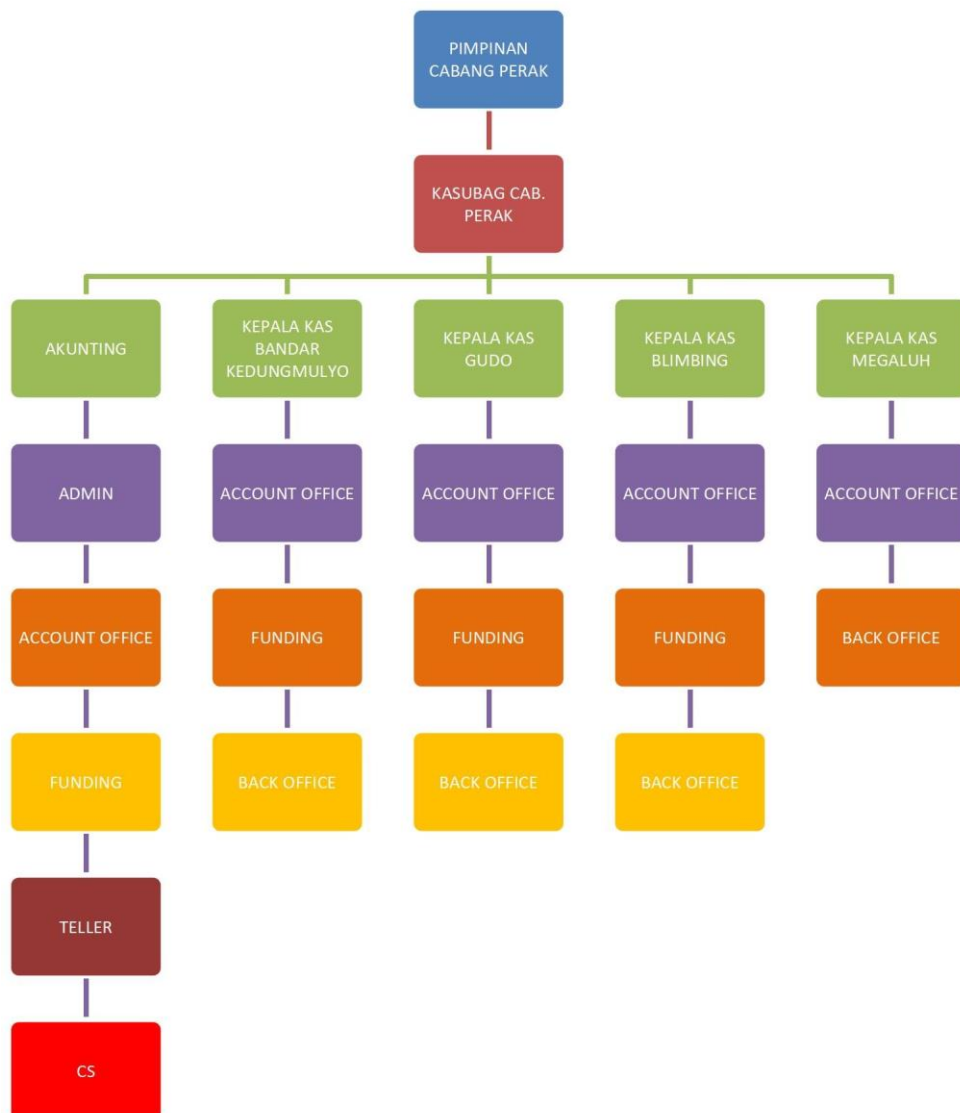 PIMPINAN
CABANG PERAK
KASUBAG CAB.
PERAK
AKUNTING
KEPALA KAS
BANDAR
KEDUNGMULYO
KEPALA KAS
GUDO
KEPALA KAS
BLIMBING
KEPALA KAS
MEGALUH
ADMIN
ACCOUNT OFFICE
ACCOUNT OFFICE
ACCOUNT OFFICE
ACCOUNT OFFICE
ACCOUNT OFFICE
FUNDING
FUNDING
FUNDING
BACK OFFICE
FUNDING
BACK OFFICE
BACK OFFICE
BACK OFFICE
TELLER
CS